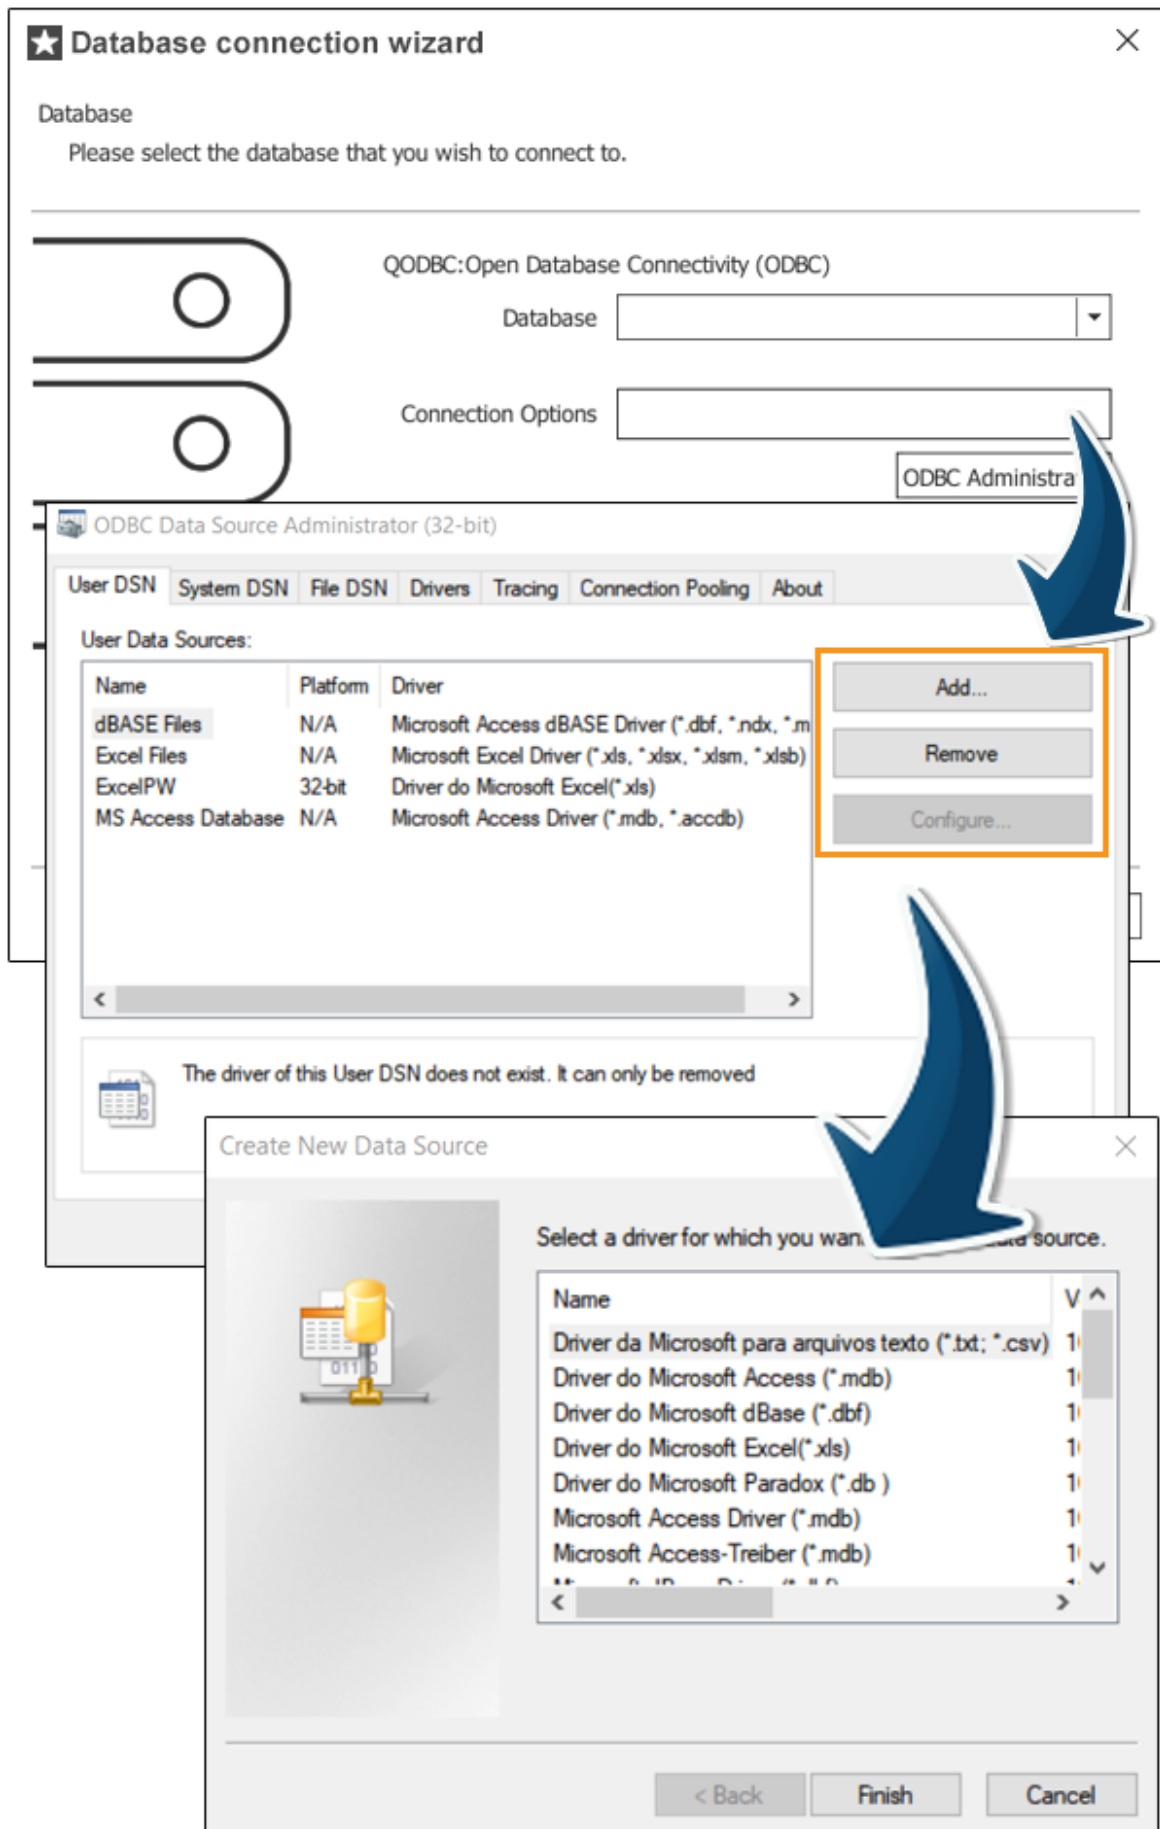 Database connection wizard
Database
Please select the database that you wish to connect to.
QODBC:Open Database Connectivity (ODBC)
Database
Connection Options
ODBC Administra
ODBC Data Source Administrator (32-bit)
User DSN System DSN File DSN Drivers Tracing Connection Pooling About
User Data Sources:
Name Platform Driver
dBASE Files N/A Microsoft Access dBASE Driver (*.dbf, *.ndx, *.m
Excel Files N/A Microsoft Excel Driver (*.xls, *.xlsx, *.xlsm, *.xlsb)
ExcelPW 32-bit Driver do Microsoft Excel(*.xls)
MS Access Database N/A Microsoft Access Driver (*.mdb, *.accdb)
Add...
Remove
Configure...
The driver of this User DSN does not exist. It can only be removed
Create New Data Source
Select a driver for which you source.
Name V
Driver da Microsoft para arquivos texto (*.txt; *.csv)
Driver do Microsoft Access (*.mdb)
Driver do Microsoft dBase (*.dbf)
Driver do Microsoft Excel(*.xls)
Driver do Microsoft Paradox (*.db )
Microsoft Access Driver (*.mdb)
Microsoft Access-Treiber (*.mdb)
< Back Finish Cancel